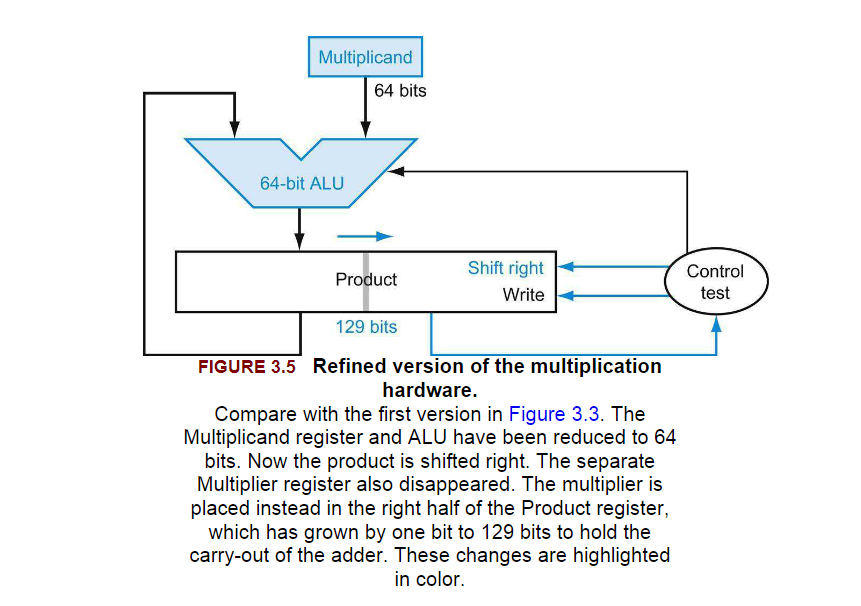 Multiplicand
64 bits
64-bit ALU
Product
Shift right
Write
Control
test
129 bits
FIGURE 3.5 Refined version of the multiplication
hardware.
Compare with the first version in Figure 3.3. The
Multiplicand register and ALU have been reduced to 64
bits. Now the product is shifted right. The separate
Multiplier register also disappeared. The multiplier is
placed instead in the right half of the Product register,
which has grown by one bit to 129 bits to hold the
carry-out of the adder. These changes are highlighted
in color.